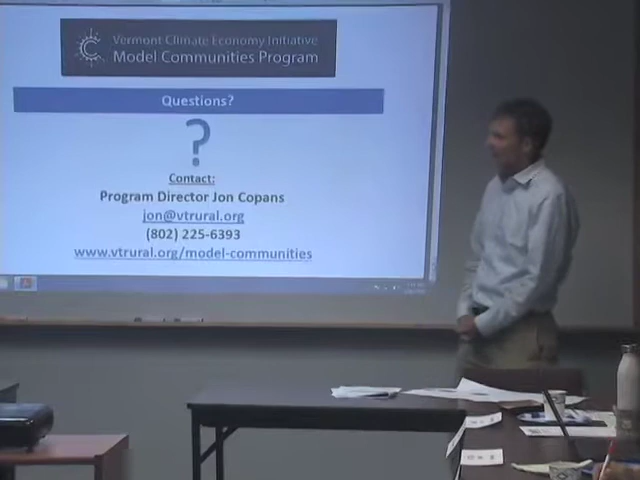 Vermont Climate Economy Initiative
Model Communities Program
Questions?
?
Contact:
Program Director Jon Copans
jon@vtrural.org
(802) 225-6393
www.vtrural.org/model-communities